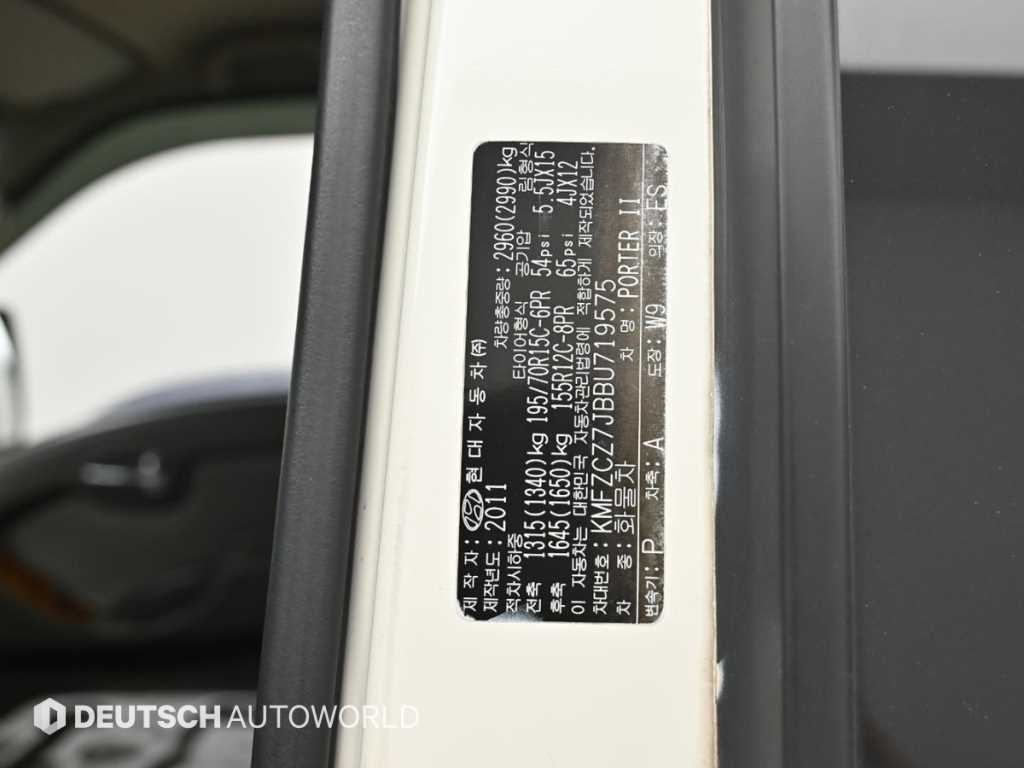 제 작 자 : 현 대 자 동 차 ㈜
제작년도 : 2011 차량총중량 : 2960(2990)kg
적차시하중 타이어형식 공기압 림형식
전축 1315(1340)kg 195/70R15C-6PR 54psi 5.5JX15
후축 1645(1650)kg 155R12C-8PR 65psi 4JX12
이 자동차는 대한민국 자동차관리법령에 적합하게 제작되었습니다.
차대번호 : KMFZCZ7JBBU719575
차 종 : 화물차 차 명 : PORTER II
변속기 : P 차축 : A 도장 : W9 의장 : FS
DEUTSCH AUTOWORLD